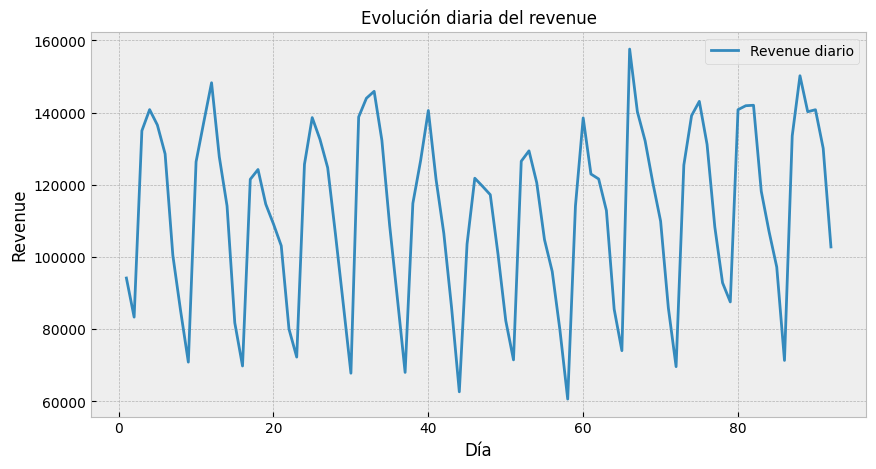 Evolución diaria del revenue
Revenue diario
160000
140000
120000
100000
80000
60000
Revenue
0 20 40 60 80
Día